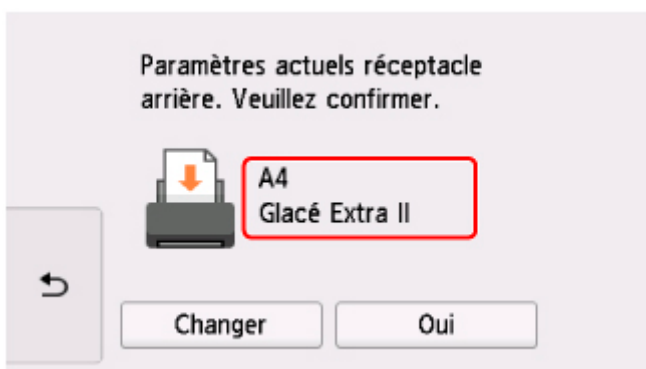 Paramètres actuels réceptacle
arrière. Veuillez confirmer.
A4
Glacé Extra II
Changer
Oui